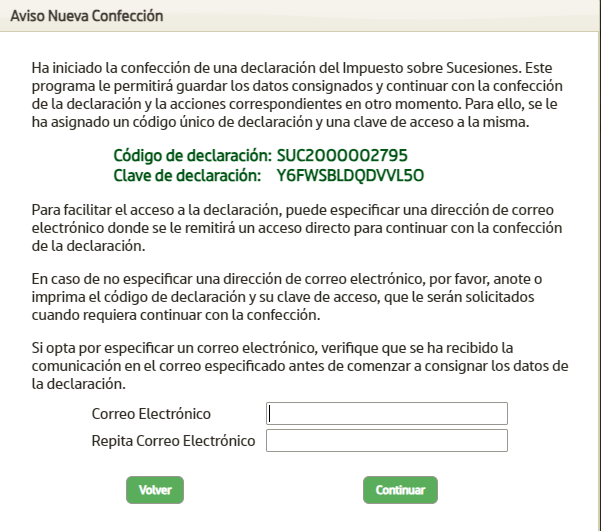 Aviso Nueva Confección
Ha iniciado la confección de una declaración del Impuesto sobre Sucesiones. Este
programa le permitirá guardar los datos consignados y continuar con la confección
de la declaración y la acciones correspondientes en otro momento. Para ello, se le
ha asignado un código único de declaración y una clave de acceso a la misma.
Código de declaración: SUC2000002795
Clave de declaración: Y6FWSBLDQDVVL5O
Para facilitar el acceso a la declaración, puede especificar una dirección de correo
electrónico donde se le remitirá un acceso directo para continuar con la confección
de la declaración.
En caso de no especificar una dirección de correo electrónico, por favor, anote o
imprima el código de declaración y su clave de acceso, que le serán solicitados
cuando requiera continuar con la confección.
Si opta por especificar un correo electrónico, verifique que se ha recibido la
comunicación en el correo especificado antes de comenzar a consignar los datos de
la declaración.
Correo Electrónico
Repita Correo Electrónico
Volver Continuar